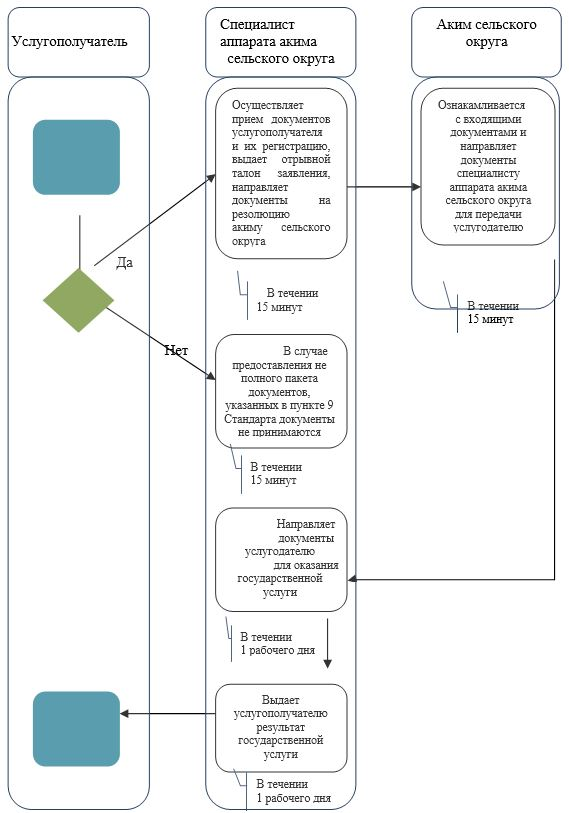 Услугополучатель
Специалист
аппарата акима
сельского округа
Аким сельского
округа
Осуществляет
прием документов
услугополучателя
и их регистрацию,
выдает отрывной
талон заявления,
направляет
документы на
резолюцию
акиму сельского
округа
Ознакамливается
с входящими
документами и
направляет
документы
специалисту
аппарата акима
сельского округа
для передачи
услугодателю
Да
В течении
15 минут
В течении
15 минут
Нет
В случае
предоставления не
полного пакета
документов,
указанных в пункте 9
Стандарта документы
не принимаются
В течении
15 минут
Направляет
документы
услугодателю
для оказания
государственной
услуги
В течении
1 рабочего дня
Выдает
услугополучателю
результат
государственной
услуги
В течении
1 рабочего дня